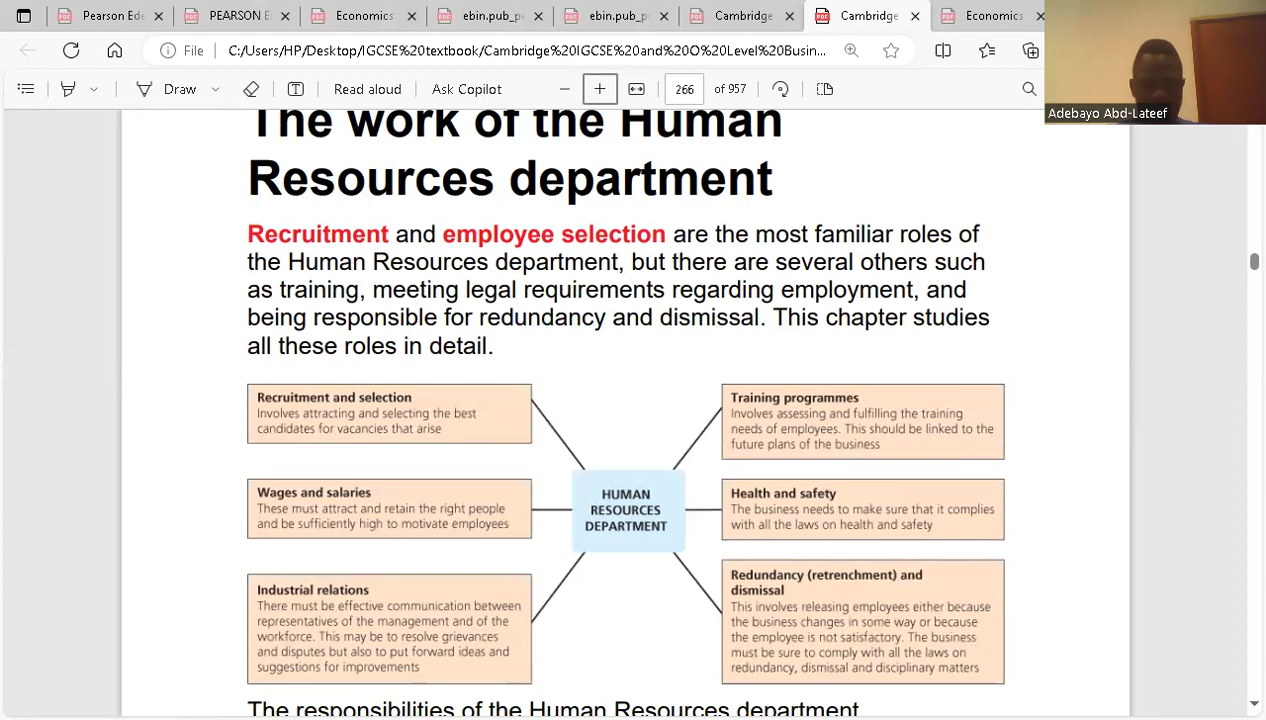 Pearson Ede
PEARSON E
Economics
ebin.pub_p
ebin.pub_p
Cambridge
Cambridge
Economics
File
C:/Users/HP/Desktop/IGCSE%20textbook/Cambridge%20IGCSE%20and%20O%20Level%20Busin...
Draw
Read aloud
Ask Copilot
266
of 957
Adebayo Abd-Lateef
The work of the Human
Resources department
Recruitment and employee selection are the most familiar roles of
the Human Resources department, but there are several others such
as training, meeting legal requirements regarding employment, and
being responsible for redundancy and dismissal. This chapter studies
all these roles in detail.
Recruitment and selection
Involves attracting and selecting the best
candidates for vacancies that arise
Wages and salaries
These must attract and retain the right people
and be sufficiently high to motivate employees
Industrial relations
There must be effective communication between
representatives of the management and of the
workforce. This may be to resolve grievances
and disputes but also to put forward ideas and
suggestions for improvements
HUMAN
RESOURCES
DEPARTMENT
Training programmes
Involves assessing and fulfilling the training
needs of employees. This should be linked to the
future plans of the business
Health and safety
The business needs to make sure that it complies
with all the laws on health and safety
Redundancy (retrenchment) and
dismissal
This involves releasing employees either because
the business changes in some way or because
the employee is not satisfactory. The business
must be sure to comply with all the laws on
redundancy, dismissal and disciplinary matters
The responsibilities of the Human Resources department